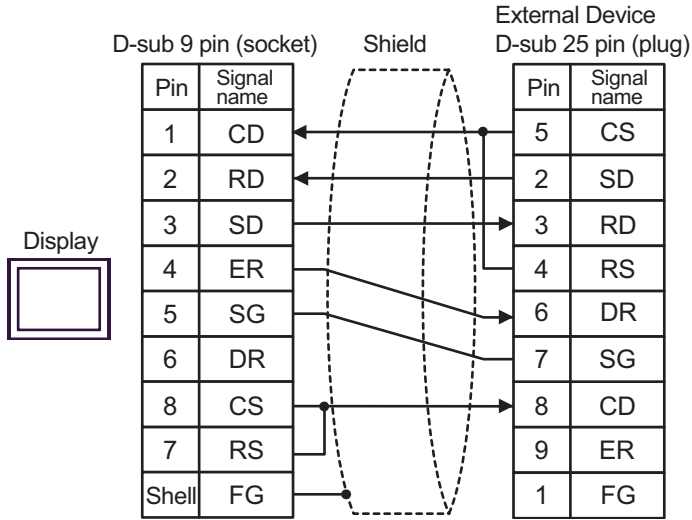 External Device
D-sub 9 pin (socket) Shield D-sub 25 pin (plug)
Pin Signal name Pin Signal name
1 CD 5 CS
2 RD 2 SD
3 SD 3 RD
Display
4 ER 4 RS
5 SG 6 DR
6 DR 7 SG
8 CS 8 CD
7 RS 9 ER
Shell FG 1 FG